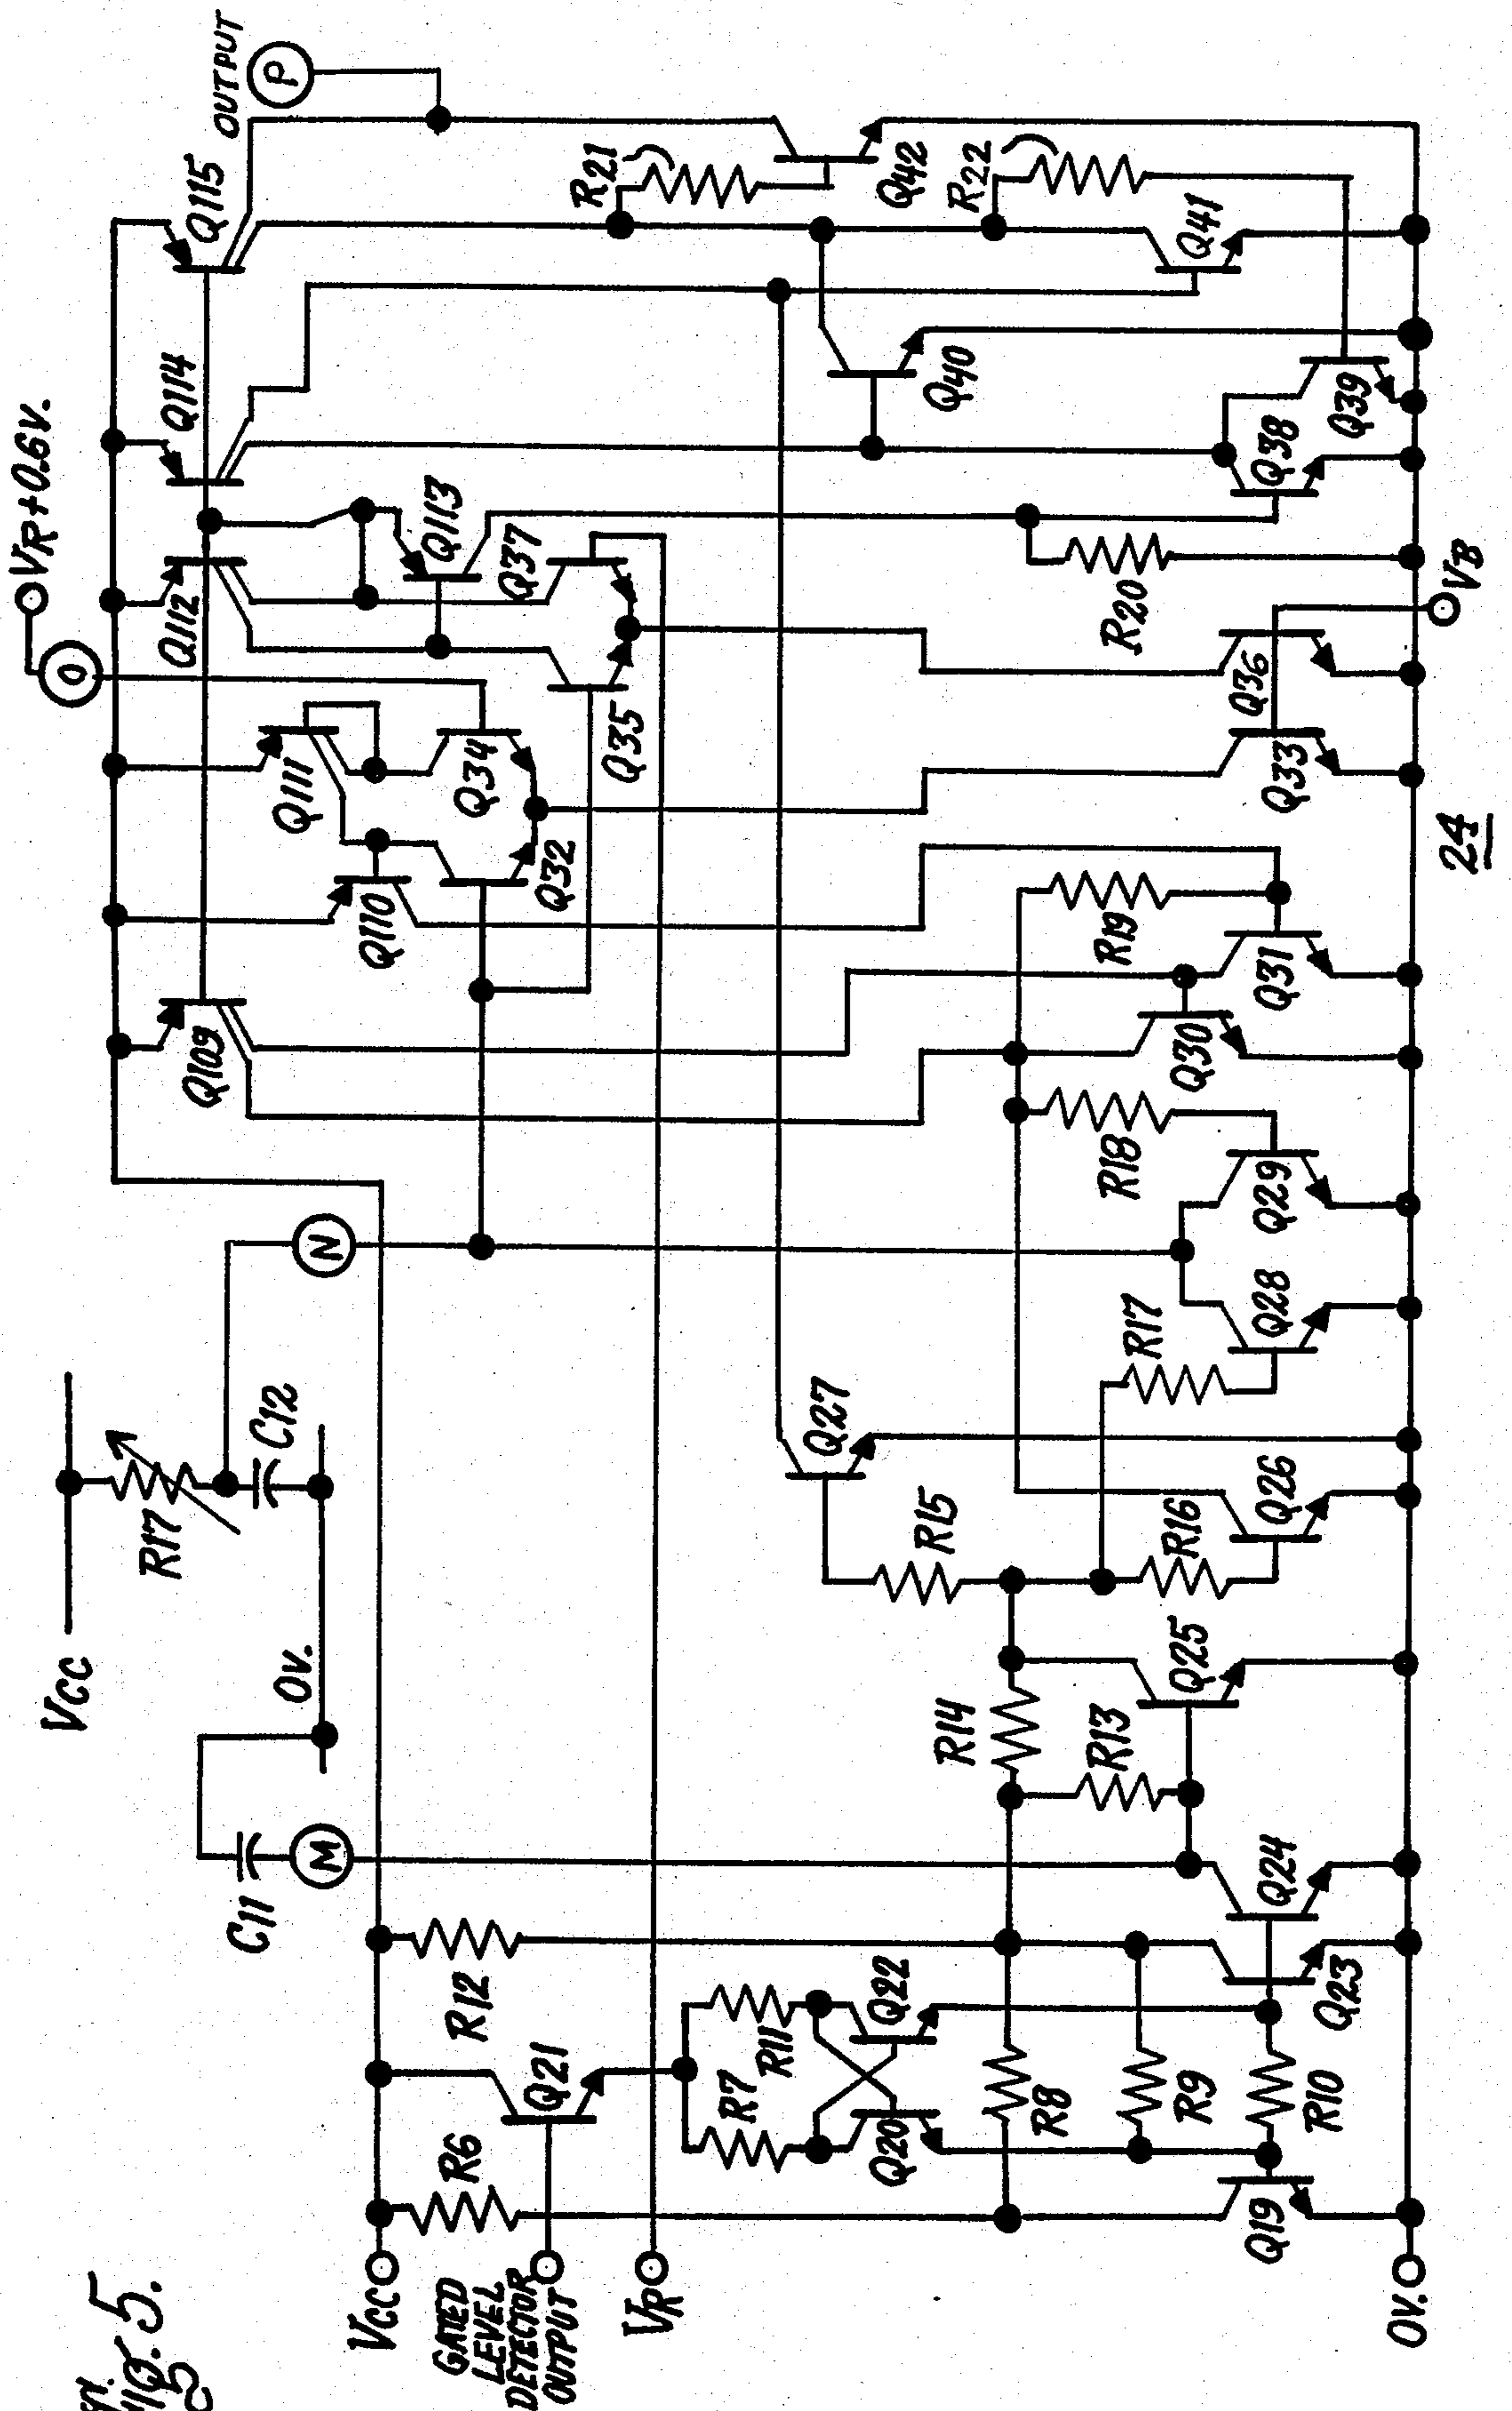 Fig. 5.
VCC
GATED
LEVEL
DETECTOR
OUTPUT
VR
OV.
R6
Q21
R12
R7
R11
Q20
Q22
R8
R9
R10
Q19
Q23
Q24
C11
M
OV.
VCC
R17
C12
N
R14
R13
Q25
R15
Q27
R16
Q26
R17
Q28
Q29
R18
Q30
R19
Q31
Q109
Q110
Q111
Q32
Q34
Q35
Q33
Q36
O
VR+0.6V.
Q112
Q113
Q37
R20
VB
Q114
Q38
Q39
Q40
Q115
R21
R22
Q41
Q42
OUTPUT
P
24